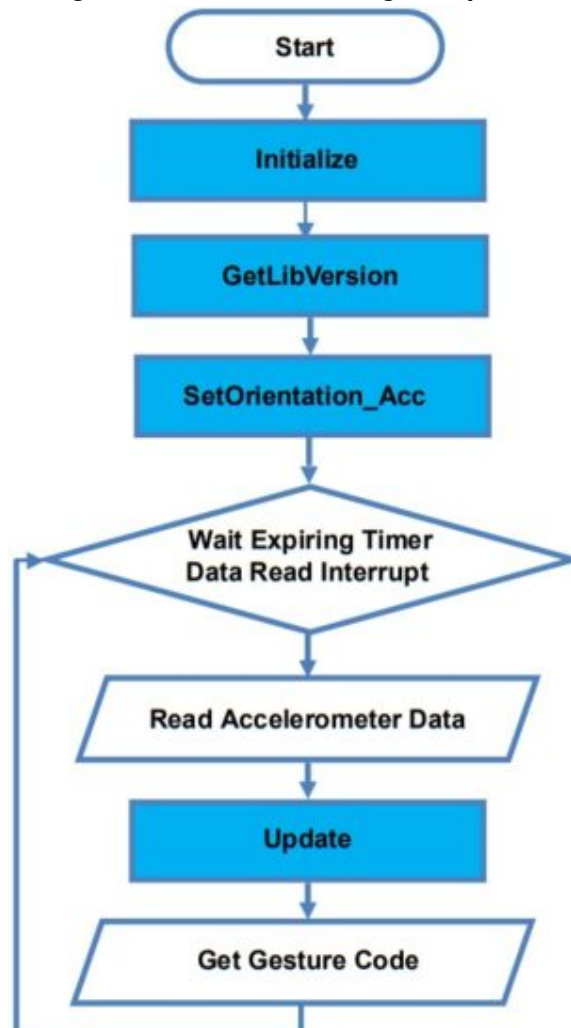 Start
Initialize
GetLibVersion
SetOrientation_Acc
Wait Expiring Timer
Data Read Interrupt
Read Accelerometer Data
Update
Get Gesture Code